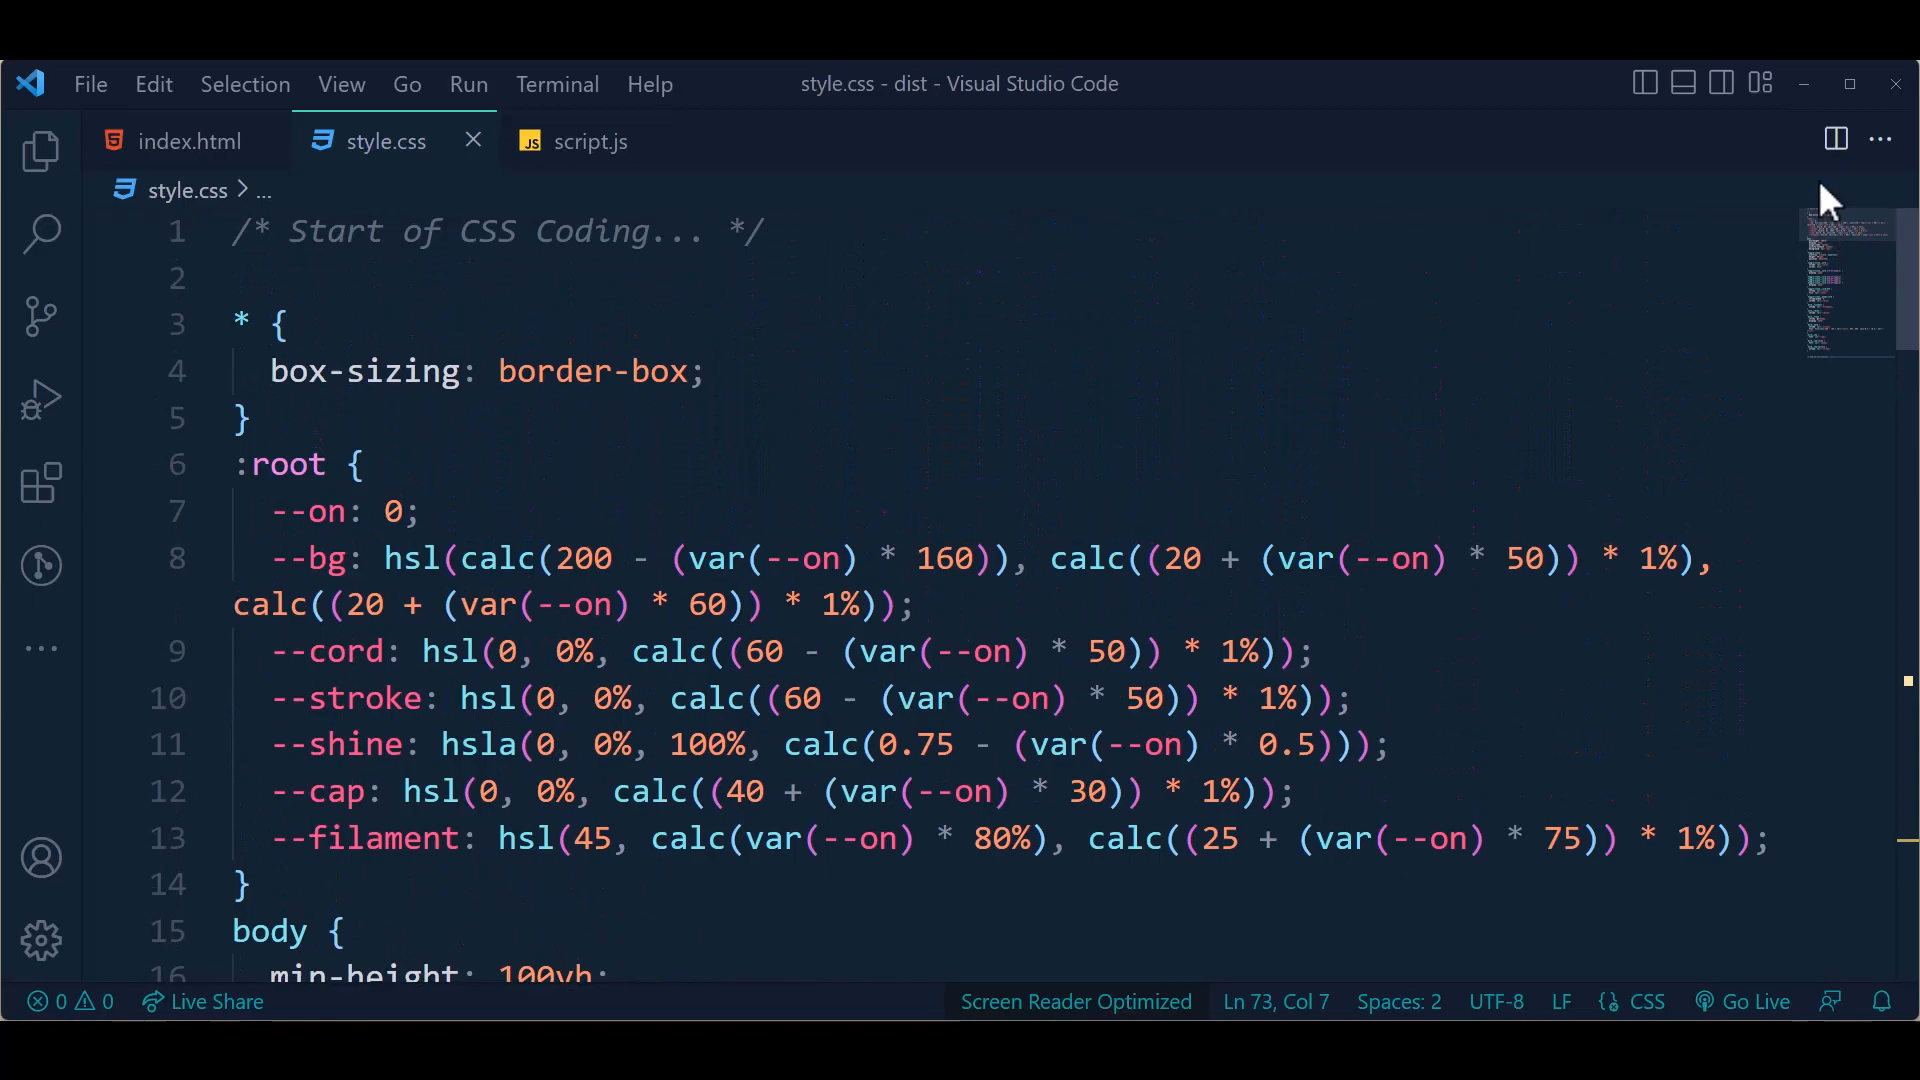 File Edit Selection View Go Run Terminal Help style.css - dist - Visual Studio Code
index.html style.css JS script.js
style.css > ...
1 /* Start of CSS Coding... */
2
3 * {
4 box-sizing: border-box;
5 }
6 :root {
7 --on: 0;
8 --bg: hsl(calc(200 - (var(--on) * 160)), calc((20 + (var(--on) * 50)) * 1%),
calc((20 + (var(--on) * 60)) * 1%));
9 --cord: hsl(0, 0%, calc((60 - (var(--on) * 50)) * 1%));
10 --stroke: hsl(0, 0%, calc((60 - (var(--on) * 50)) * 1%));
11 --shine: hsla(0, 0%, 100%, calc(0.75 - (var(--on) * 0.5)));
12 --cap: hsl(0, 0%, calc((40 + (var(--on) * 30)) * 1%));
13 --filament: hsl(45, calc(var(--on) * 80%), calc((25 + (var(--on) * 75)) * 1%));
14 }
15 body {
16 min-height: 100vh;
0 0 Live Share Screen Reader Optimized Ln 73, Col 7 Spaces: 2 UTF-8 LF CSS Go Live